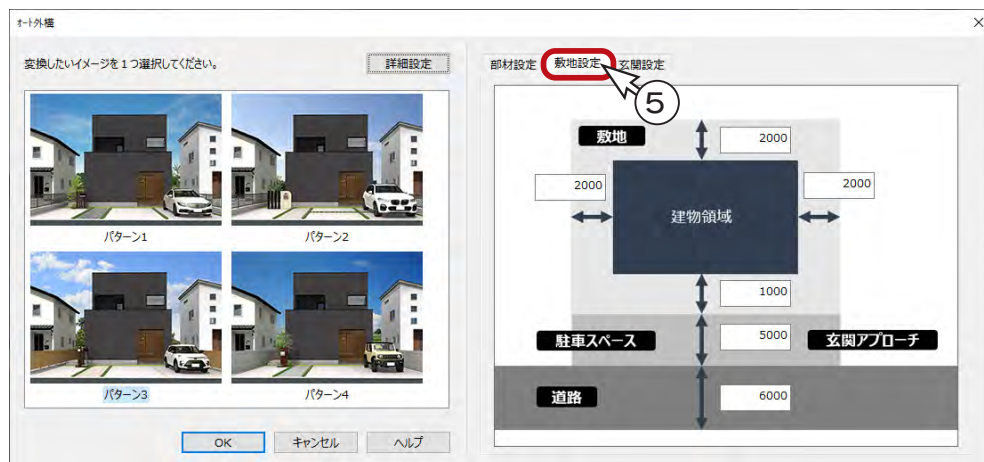 オート外構
×
変換したいイメージを1つ選択してください。
詳細設定
パターン1
パターン2
パターン3
パターン4
OK
キャンセル
ヘルプ
部材設定
敷地設定
玄関設定
5
敷地
2000
2000
2000
建物領域
1000
駐車スペース
5000
玄関アプローチ
道路
6000